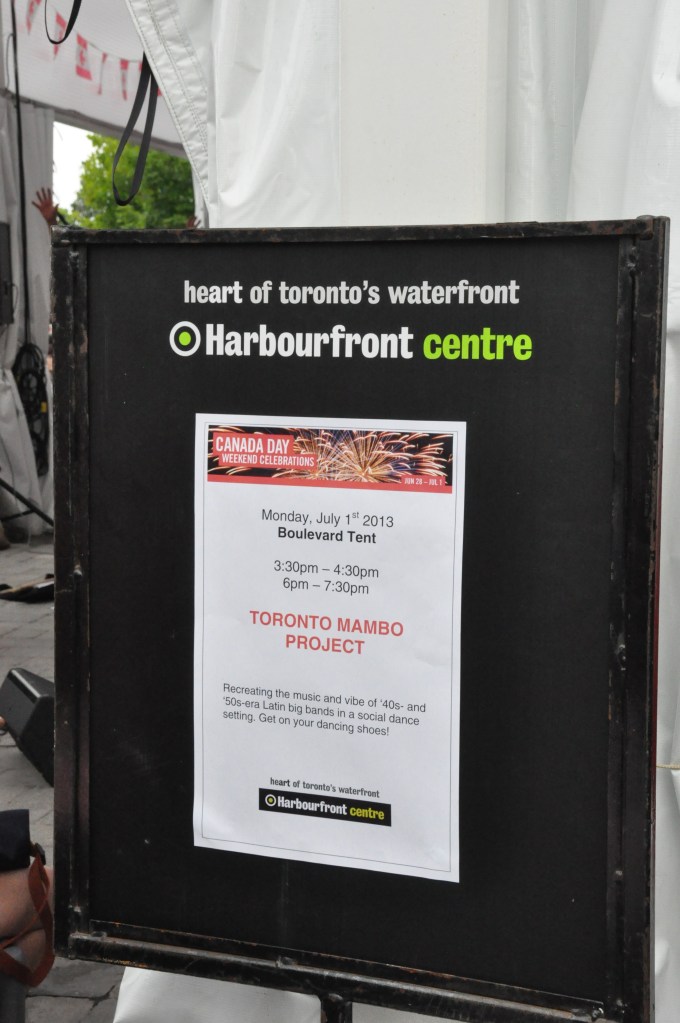 heart of toronto's waterfront
Harbourfront centre
CANADA DAY
WEEKEND CELEBRATIONS
JUN 28 – JUL 1
Monday, July 1st 2013
Boulevard Tent
3:30pm – 4:30pm
6pm – 7:30pm
TORONTO MAMBO
PROJECT
Recreating the music and vibe of '40s- and
'50s-era Latin big bands in a social dance
setting. Get on your dancing shoes!
heart of toronto's waterfront
Harbourfront centre